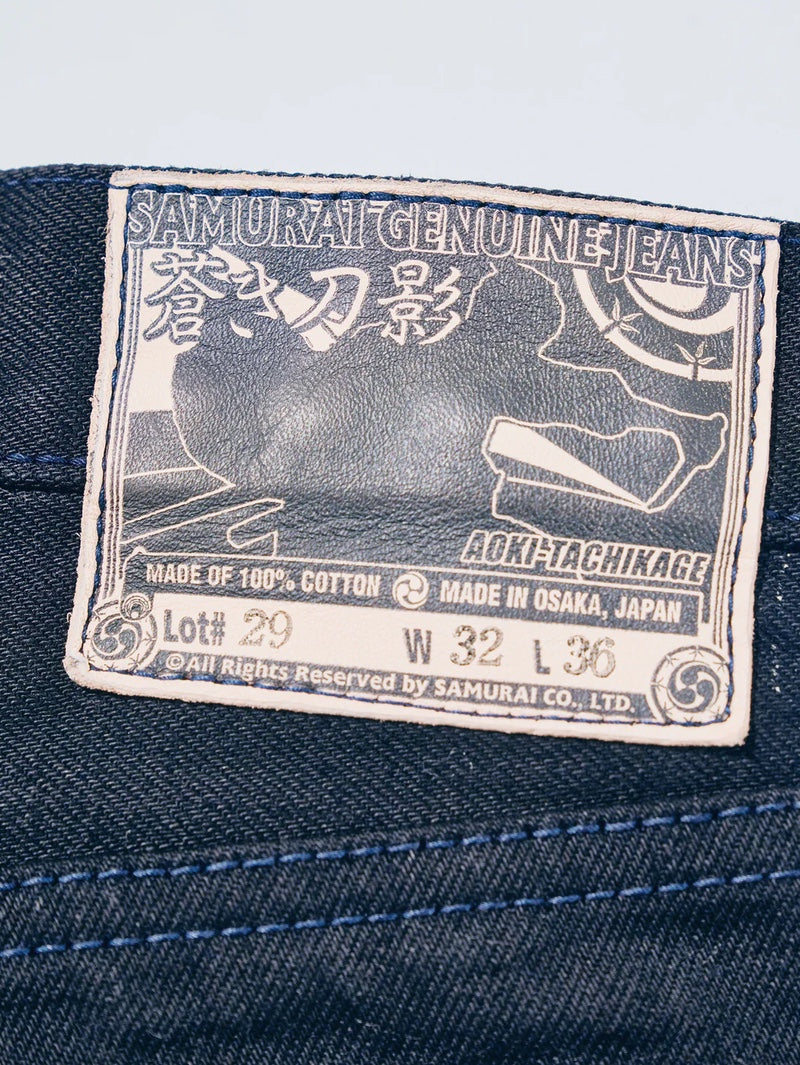 SAMURAI GENUINE JEANS
蒼き刀影
AOKI-TACHIKAGE
MADE OF 100% COTTON MADE IN OSAKA, JAPAN
Lot# 29 W 32 L 36
©All Rights Reserved by SAMURAI CO., LTD.